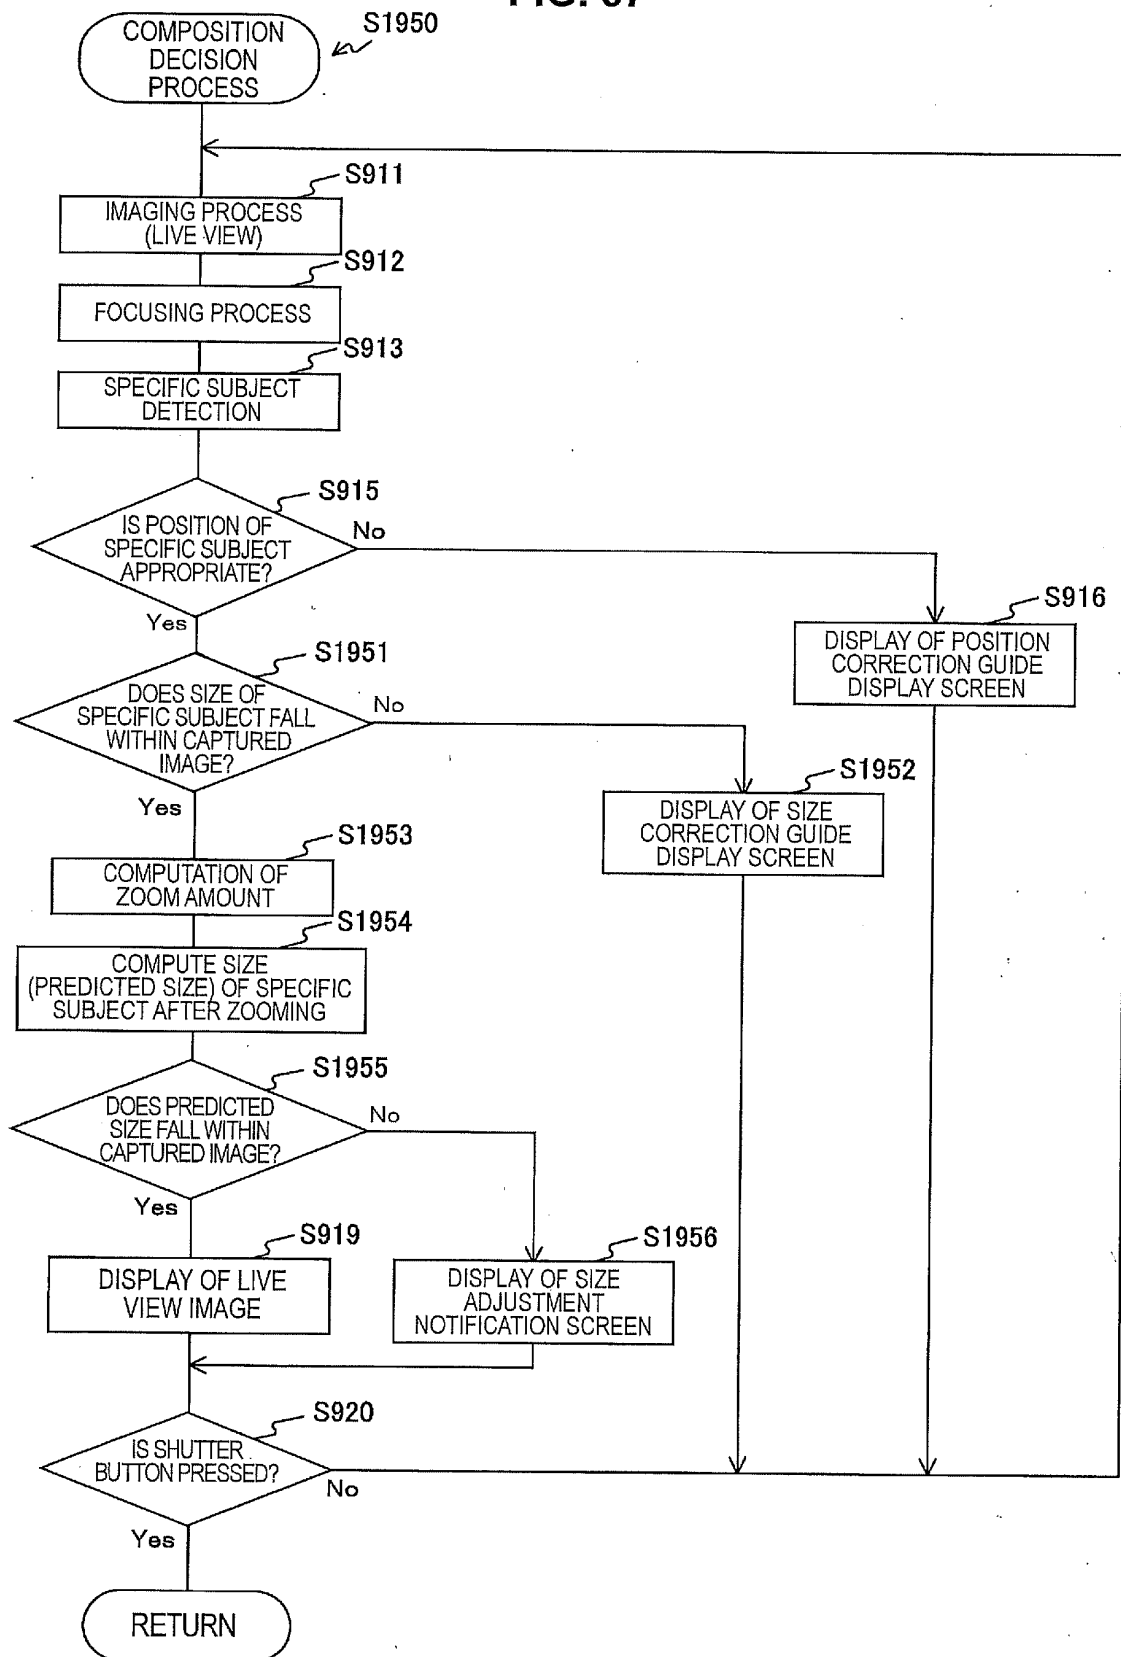 COMPOSITION
DECISION
PROCESS
S1950
S911
IMAGING PROCESS
(LIVE VIEW)
S912
FOCUSING PROCESS
S913
SPECIFIC SUBJECT
DETECTION
S915
IS POSITION OF
SPECIFIC SUBJECT
APPROPRIATE?
No
Yes
S916
DISPLAY OF POSITION
CORRECTION GUIDE
DISPLAY SCREEN
S1951
DOES SIZE OF
SPECIFIC SUBJECT FALL
WITHIN CAPTURED
IMAGE?
No
Yes
S1952
DISPLAY OF SIZE
CORRECTION GUIDE
DISPLAY SCREEN
S1953
COMPUTATION OF
ZOOM AMOUNT
S1954
COMPUTE SIZE
(PREDICTED SIZE) OF SPECIFIC
SUBJECT AFTER ZOOMING
S1955
DOES PREDICTED
SIZE FALL WITHIN
CAPTURED IMAGE?
No
Yes
S919
DISPLAY OF LIVE
VIEW IMAGE
S1956
DISPLAY OF SIZE
ADJUSTMENT
NOTIFICATION SCREEN
S920
IS SHUTTER
BUTTON PRESSED?
No
Yes
RETURN